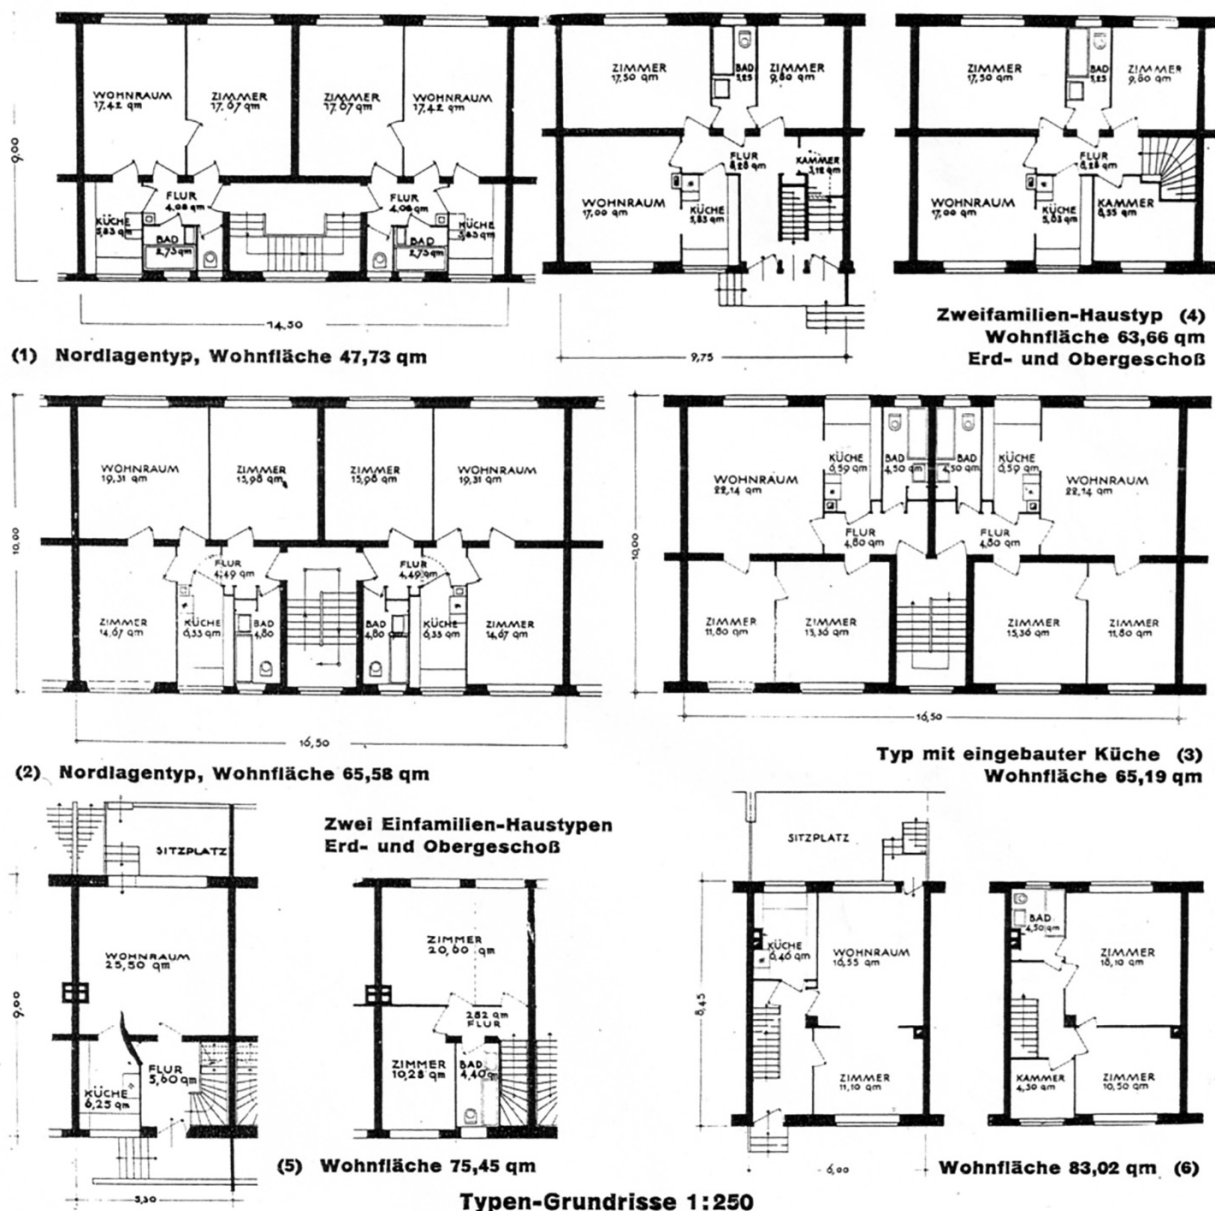 WOHNRAUM
17,42 qm
ZIMMER
17,07 qm
ZIMMER
17,07 qm
WOHNRAUM
17,42 qm
FLUR
4,08 qm
FLUR
4,08 qm
KÜCHE
5,83 qm
BAD
2,73 qm
BAD
2,73 qm
KÜCHE
5,83 qm
9,00
14,50
(1) Nordlagentyp, Wohnfläche 47,73 qm
ZIMMER
17,50 qm
BAD
ZIMMER
9,80 qm
FLUR
8,28 qm
KAMMER
3,12 qm
WOHNRAUM
17,00 qm
KÜCHE
5,83 qm
9,75
ZIMMER
17,50 qm
BAD
ZIMMER
9,80 qm
FLUR
8,28 qm
WOHNRAUM
17,00 qm
KÜCHE
5,83 qm
KAMMER
8,55 qm
Zweifamilien-Haustyp (4)
Wohnfläche 63,66 qm
Erd- und Obergeschoß
WOHNRAUM
19,31 qm
ZIMMER
15,98 qm
ZIMMER
15,98 qm
WOHNRAUM
19,31 qm
FLUR
4,49 qm
FLUR
4,49 qm
ZIMMER
14,67 qm
KÜCHE
6,33 qm
BAD
4,80
BAD
4,80
KÜCHE
6,33 qm
ZIMMER
14,67 qm
10,00
16,50
(2) Nordlagentyp, Wohnfläche 65,58 qm
WOHNRAUM
22,14 qm
KÜCHE
6,59 qm
BAD
4,50 qm
BAD
4,50 qm
KÜCHE
6,59 qm
WOHNRAUM
22,14 qm
FLUR
4,80 qm
FLUR
4,80 qm
ZIMMER
11,80 qm
ZIMMER
15,36 qm
ZIMMER
15,36 qm
ZIMMER
11,80 qm
10,00
16,50
Typ mit eingebauter Küche (3)
Wohnfläche 65,19 qm
Zwei Einfamilien-Haustypen
Erd- und Obergeschoß
SITZPLATZ
WOHNRAUM
25,50 qm
FLUR
5,60 qm
KÜCHE
6,25 qm
9,00
5,30
ZIMMER
20,60 qm
2,82 qm
FLUR
ZIMMER
10,28 qm
BAD
4,40 qm
(5) Wohnfläche 75,45 qm
SITZPLATZ
KÜCHE
6,46 qm
WOHNRAUM
16,55 qm
ZIMMER
11,10 qm
8,45
6,00
BAD
4,50 qm
ZIMMER
18,10 qm
KAMMER
4,30 qm
ZIMMER
10,50 qm
Wohnfläche 83,02 qm (6)
Typen-Grundrisse 1:250